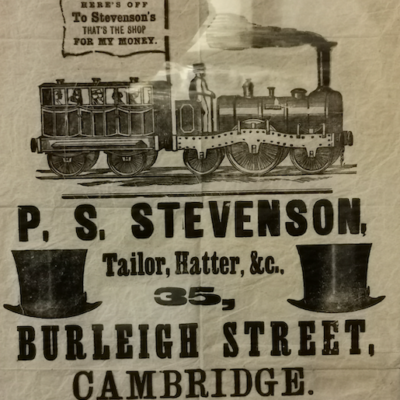 HERE'S OFF
To Stevenson's
THAT'S THE SHOP
FOR MY MONEY.
P. S. STEVENSON,
Tailor, Hatter, &c.,
35,
BURLEIGH STREET,
CAMBRIDGE.